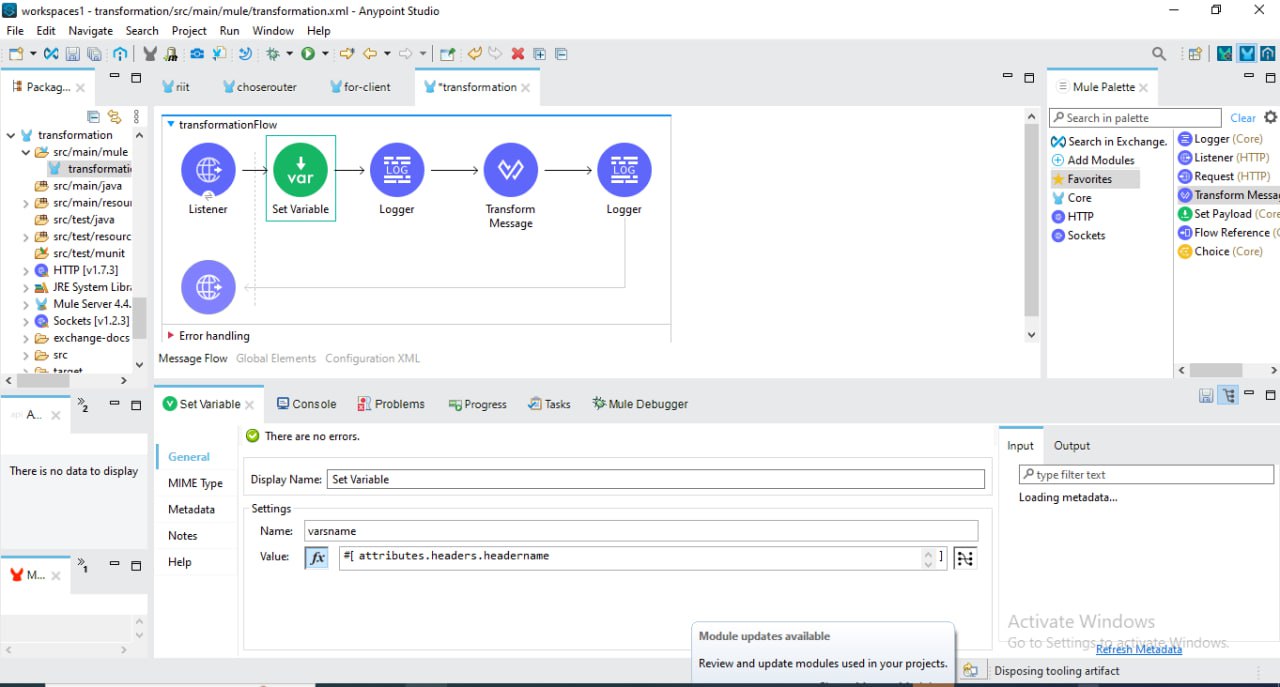 workspaces1 - transformation/src/main/mule/transformation.xml - Anypoint Studio
File Edit Navigate Search Project Run Window Help
Packag...
riit
choserouter
for-client
*transformation
Mule Palette
transformation
src/main/mule
transformati
src/main/java
src/main/resour
src/test/java
src/test/resourc
src/test/munit
HTTP [v1.7.3]
JRE System Libra
Mule Server 4.4.
Sockets [v1.2.3]
exchange-docs
src
target
transformationFlow
var
LOG
LOG
Listener
Set Variable
Logger
Transform
Message
Logger
Error handling
Message Flow Global Elements Configuration XML
Search in palette
Clear
Search in Exchange.
Add Modules
Favorites
Core
HTTP
Sockets
Logger (Core)
Listener (HTTP)
Request (HTTP)
Transform Messa
Set Payload (Core
Flow Reference (C
Choice (Core)
A...
2
There is no data to display
M...
1
Set Variable
Console
Problems
Progress
Tasks
Mule Debugger
There are no errors.
General
MIME Type
Metadata
Notes
Help
Display Name: Set Variable
Settings
Name: varsname
Value: fx #[ attributes.headers.headername ]
Input Output
type filter text
Loading metadata...
Activate Windows
Go to Settings to activate Windows.
Refresh Metadata
Module updates available
Review and update modules used in your projects.
Disposing tooling artifact